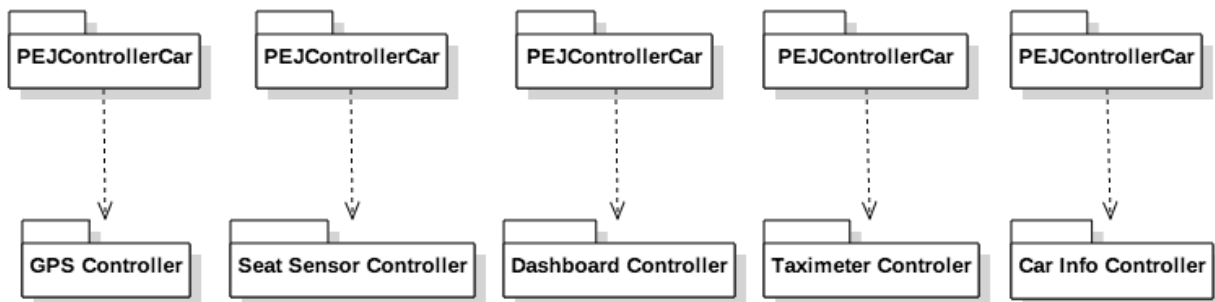 PEJControllerCar PEJControllerCar PEJControllerCar PEJControllerCar PEJControllerCar
GPS Controller Seat Sensor Controller Dashboard Controller Taximeter Controler Car Info Controller